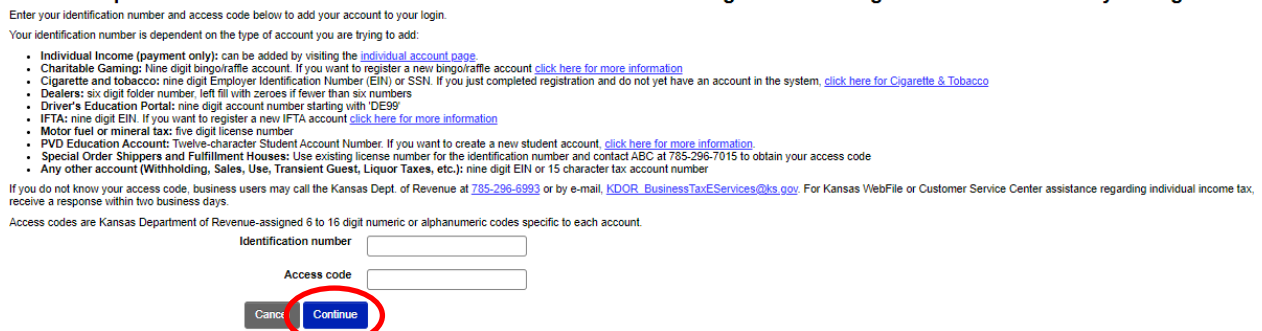 Enter your identification number and access code below to add your account to your login.
Your identification number is dependent on the type of account you are trying to add:
• Individual Income (payment only): can be added by visiting the individual account page.
• Charitable Gaming: Nine digit bingo/raffle account. If you want to register a new bingo/raffle account click here for more information
• Cigarette and tobacco: nine digit Employer Identification Number (EIN) or SSN. If you just completed registration and do not yet have an account in the system, click here for Cigarette & Tobacco
• Dealers: six digit folder number, left fill with zeroes if fewer than six numbers
• Driver's Education Portal: nine digit account number starting with 'DE99'
• IFTA: nine digit EIN. If you want to register a new IFTA account click here for more information
• Motor fuel or mineral tax: five digit license number
• PVD Education Account: Twelve-character Student Account Number. If you want to create a new student account, click here for more information.
• Special Order Shippers and Fulfillment Houses: Use existing license number for the identification number and contact ABC at 785-296-7015 to obtain your access code
• Any other account (Withholding, Sales, Use, Transient Guest, Liquor Taxes, etc.): nine digit EIN or 15 character tax account number
If you do not know your access code, business users may call the Kansas Dept. of Revenue at 785-296-6993 or by e-mail, KDOR_BusinessTaxEServices@ks.gov. For Kansas WebFile or Customer Service Center assistance regarding individual income tax,
receive a response within two business days.
Access codes are Kansas Department of Revenue-assigned 6 to 16 digit numeric or alphanumeric codes specific to each account.
Identification number
Access code
Cancel Continue